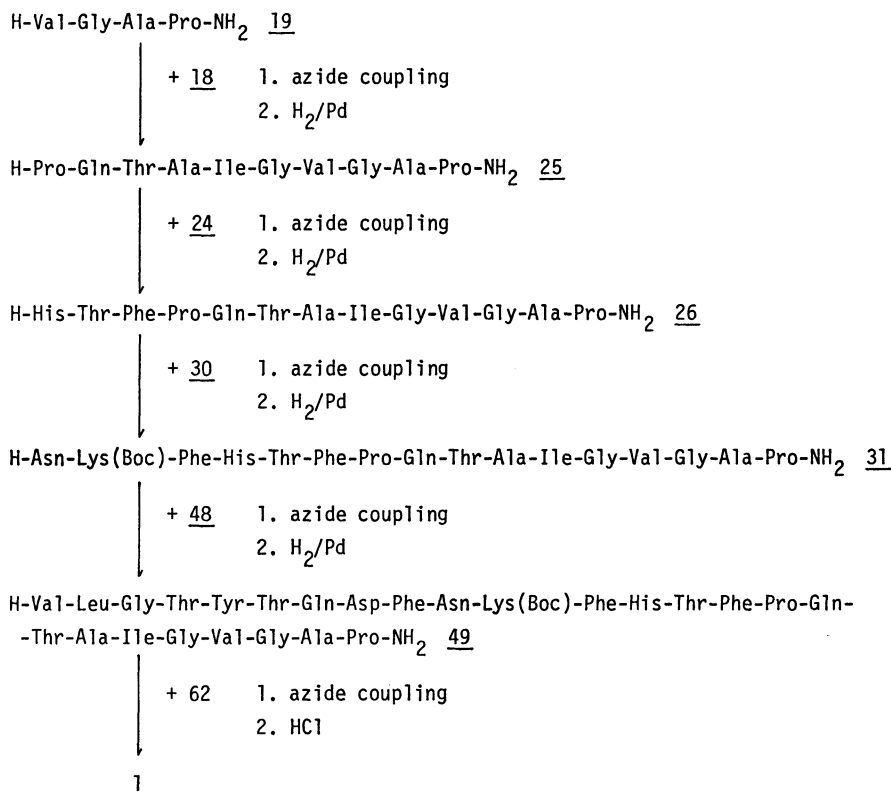 H-Val-Gly-Ala-Pro-NH2 19
+ 18 1. azide coupling
2. H2/Pd
H-Pro-Gln-Thr-Ala-Ile-Gly-Val-Gly-Ala-Pro-NH2 25
+ 24 1. azide coupling
2. H2/Pd
H-His-Thr-Phe-Pro-Gln-Thr-Ala-Ile-Gly-Val-Gly-Ala-Pro-NH2 26
+ 30 1. azide coupling
2. H2/Pd
H-Asn-Lys(Boc)-Phe-His-Thr-Phe-Pro-Gln-Thr-Ala-Ile-Gly-Val-Gly-Ala-Pro-NH2 31
+ 48 1. azide coupling
2. H2/Pd
H-Val-Leu-Gly-Thr-Tyr-Thr-Gln-Asp-Phe-Asn-Lys(Boc)-Phe-His-Thr-Phe-Pro-Gln-
-Thr-Ala-Ile-Gly-Val-Gly-Ala-Pro-NH2 49
+ 62 1. azide coupling
2. HCl
1